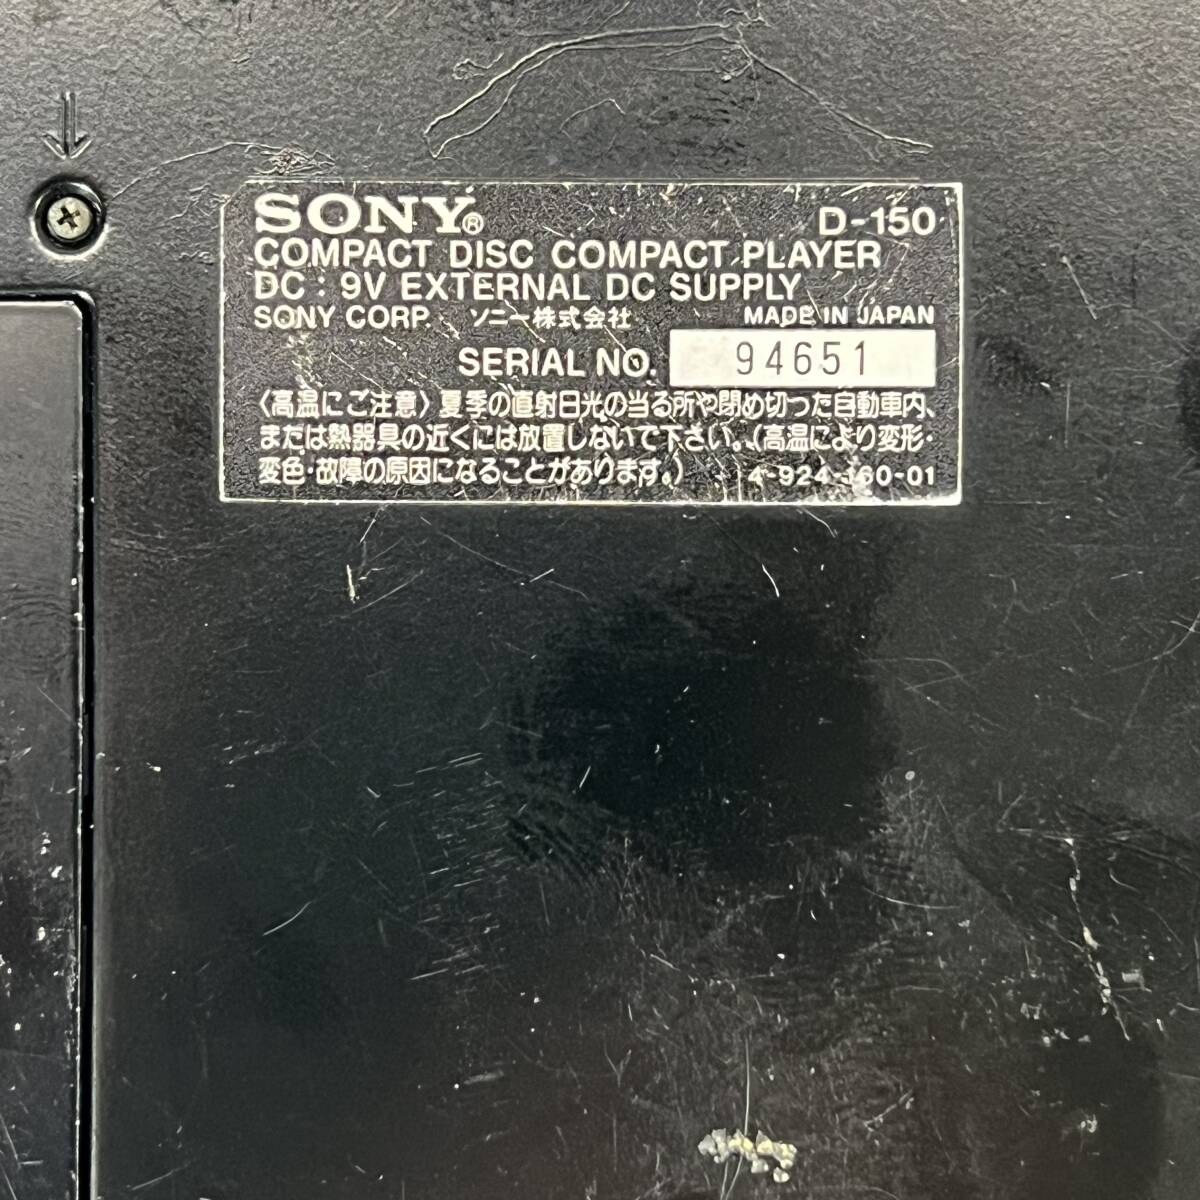 SONY® D-150
COMPACT DISC COMPACT PLAYER
DC : 9V EXTERNAL DC SUPPLY
SONY CORP. ソニー株式会社 MADE IN JAPAN
SERIAL NO. 94651
〈高温にご注意〉夏季の直射日光の当る所や閉め切った自動車内、
または熱器具の近くには放置しないで下さい。(高温により変形・
変色・故障の原因になることがあります。) 4-924-160-01